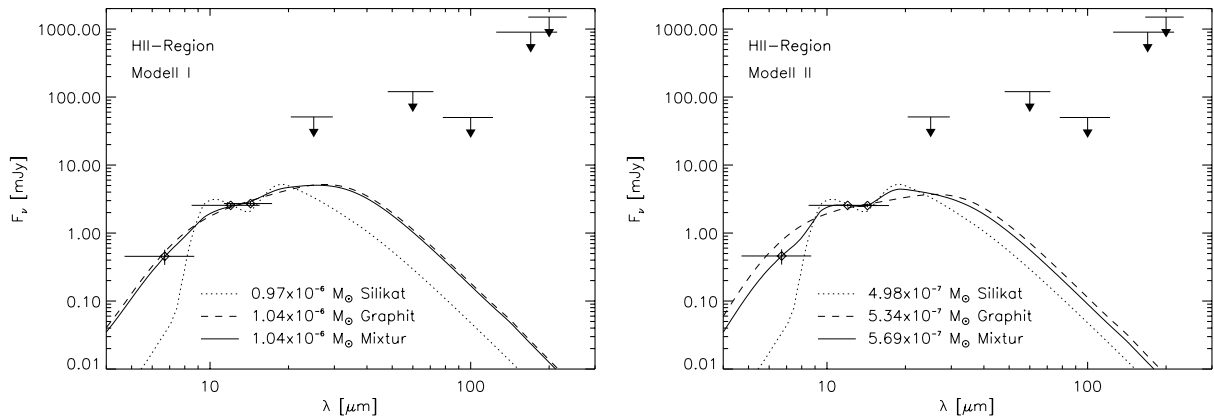 1000.00
100.00
10.00
1.00
0.10
0.01
Fν [mJy]
HII–Region
Modell I
0.97x10⁻⁶ M☉ Silikat
1.04x10⁻⁶ M☉ Graphit
1.04x10⁻⁶ M☉ Mixtur
10
100
λ [μm]
1000.00
100.00
10.00
1.00
0.10
0.01
Fν [mJy]
HII–Region
Modell II
4.98x10⁻⁷ M☉ Silikat
5.34x10⁻⁷ M☉ Graphit
5.69x10⁻⁷ M☉ Mixtur
10
100
λ [μm]